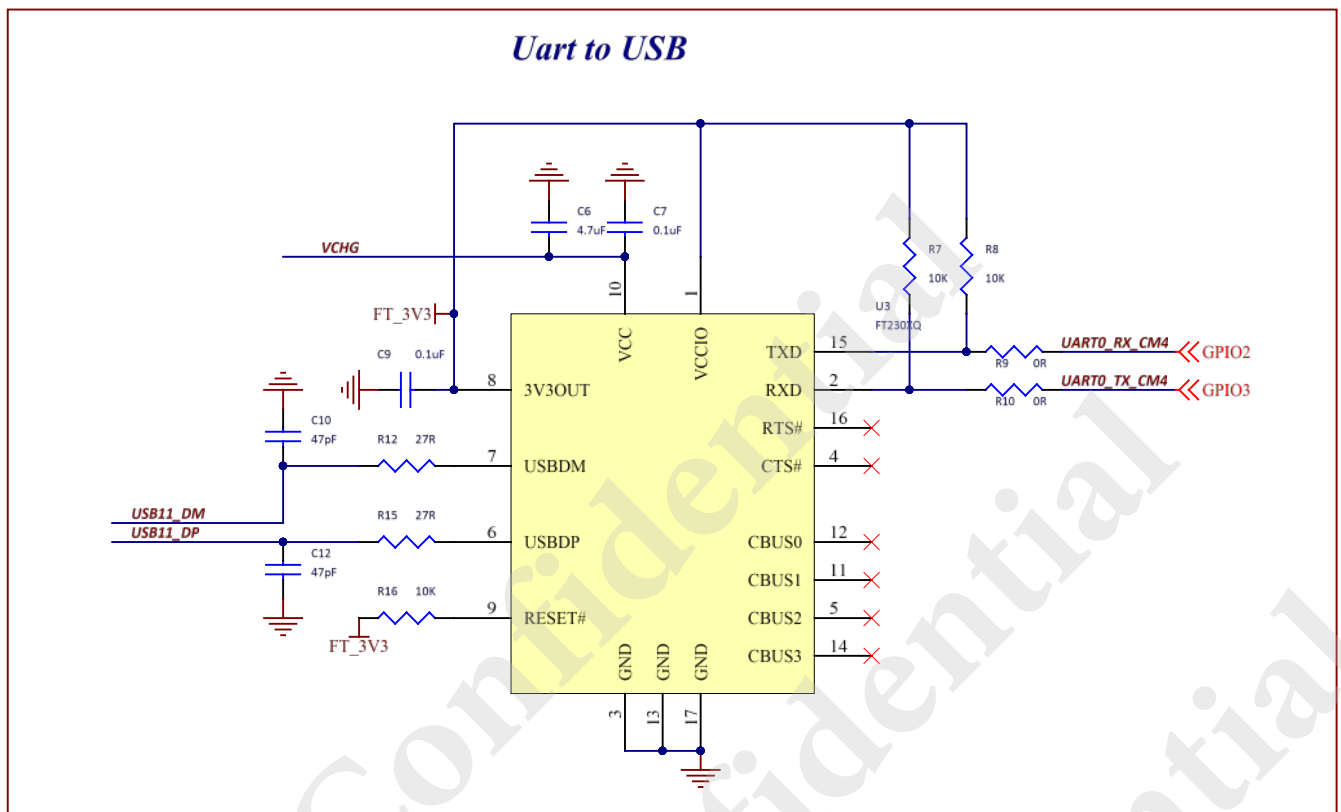 Uart to USB
C6
4.7uF
C7
0.1uF
VCHG
10
1
R7
10K
R8
10K
FT_3V3
U3
FT230XQ
VCC
VCCIO
C9 0.1uF
8 3V3OUT
TXD 15
R9 0R
UART0_RX_CM4
GPIO2
RXD 2
R10 0R
UART0_TX_CM4
GPIO3
C10
47pF
R12 27R
7 USBDM
RTS# 16
CTS# 4
USB11_DM
USB11_DP
R15 27R
6 USBDP
C12
47pF
CBUS0 12
CBUS1 11
R16 10K
9 RESET#
FT_3V3
CBUS2 5
CBUS3 14
GND GND GND
3 13 17
Confidential
Confidential
Confidential